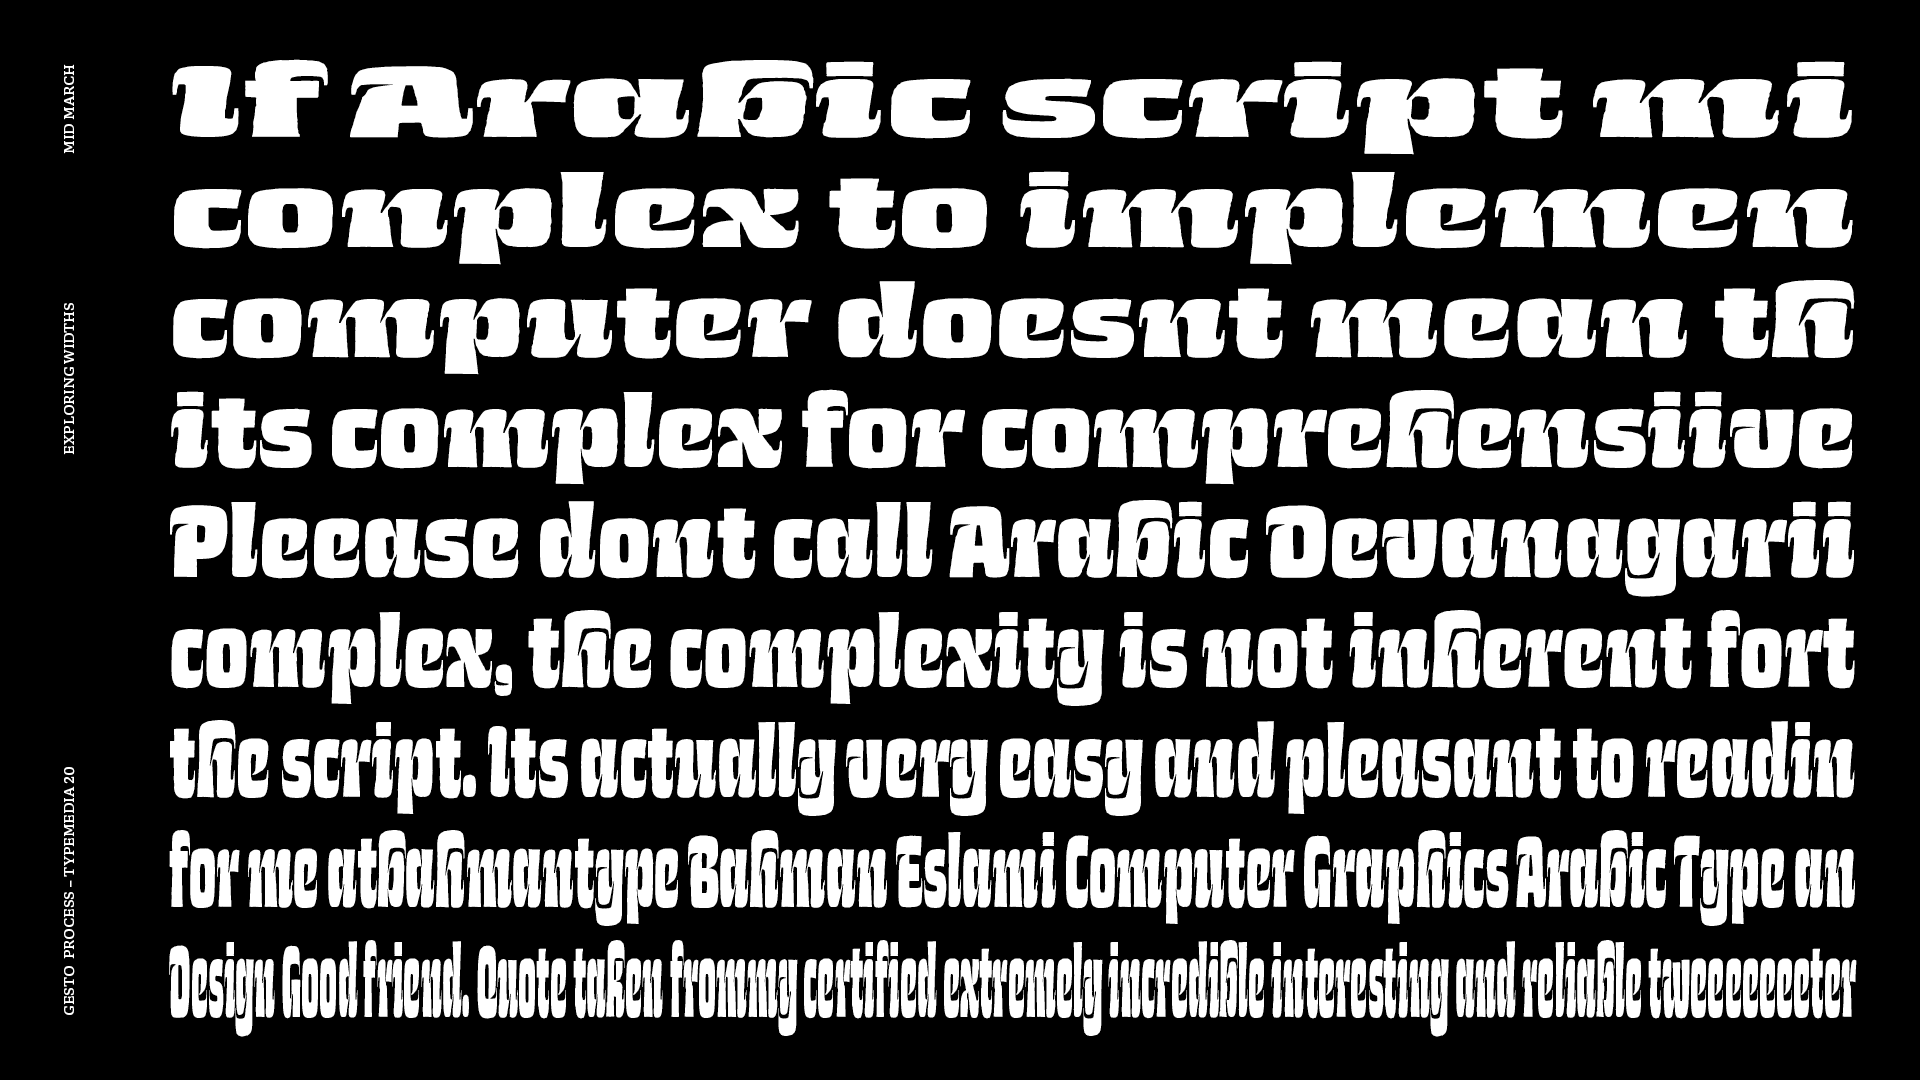 MID MARCH
EXPLORING WIDTHS
GESTO PROCESS – TYPEMEDIA 20
If Arabic script mi
conplex to implemen
computer doesnt mean th
its complex for comprehensiive
Pleease dont call Arabic Devanagarii
complex, the complexity is not inherent fort
the script. Its actually very easy and pleasant to readin
for me atbahmantype Bahman Eslami Computer Graphics Arabic Type an
Design Good friend. Quote taken frommy certified extremely incredible interesting and reliable tweeeeeeeter